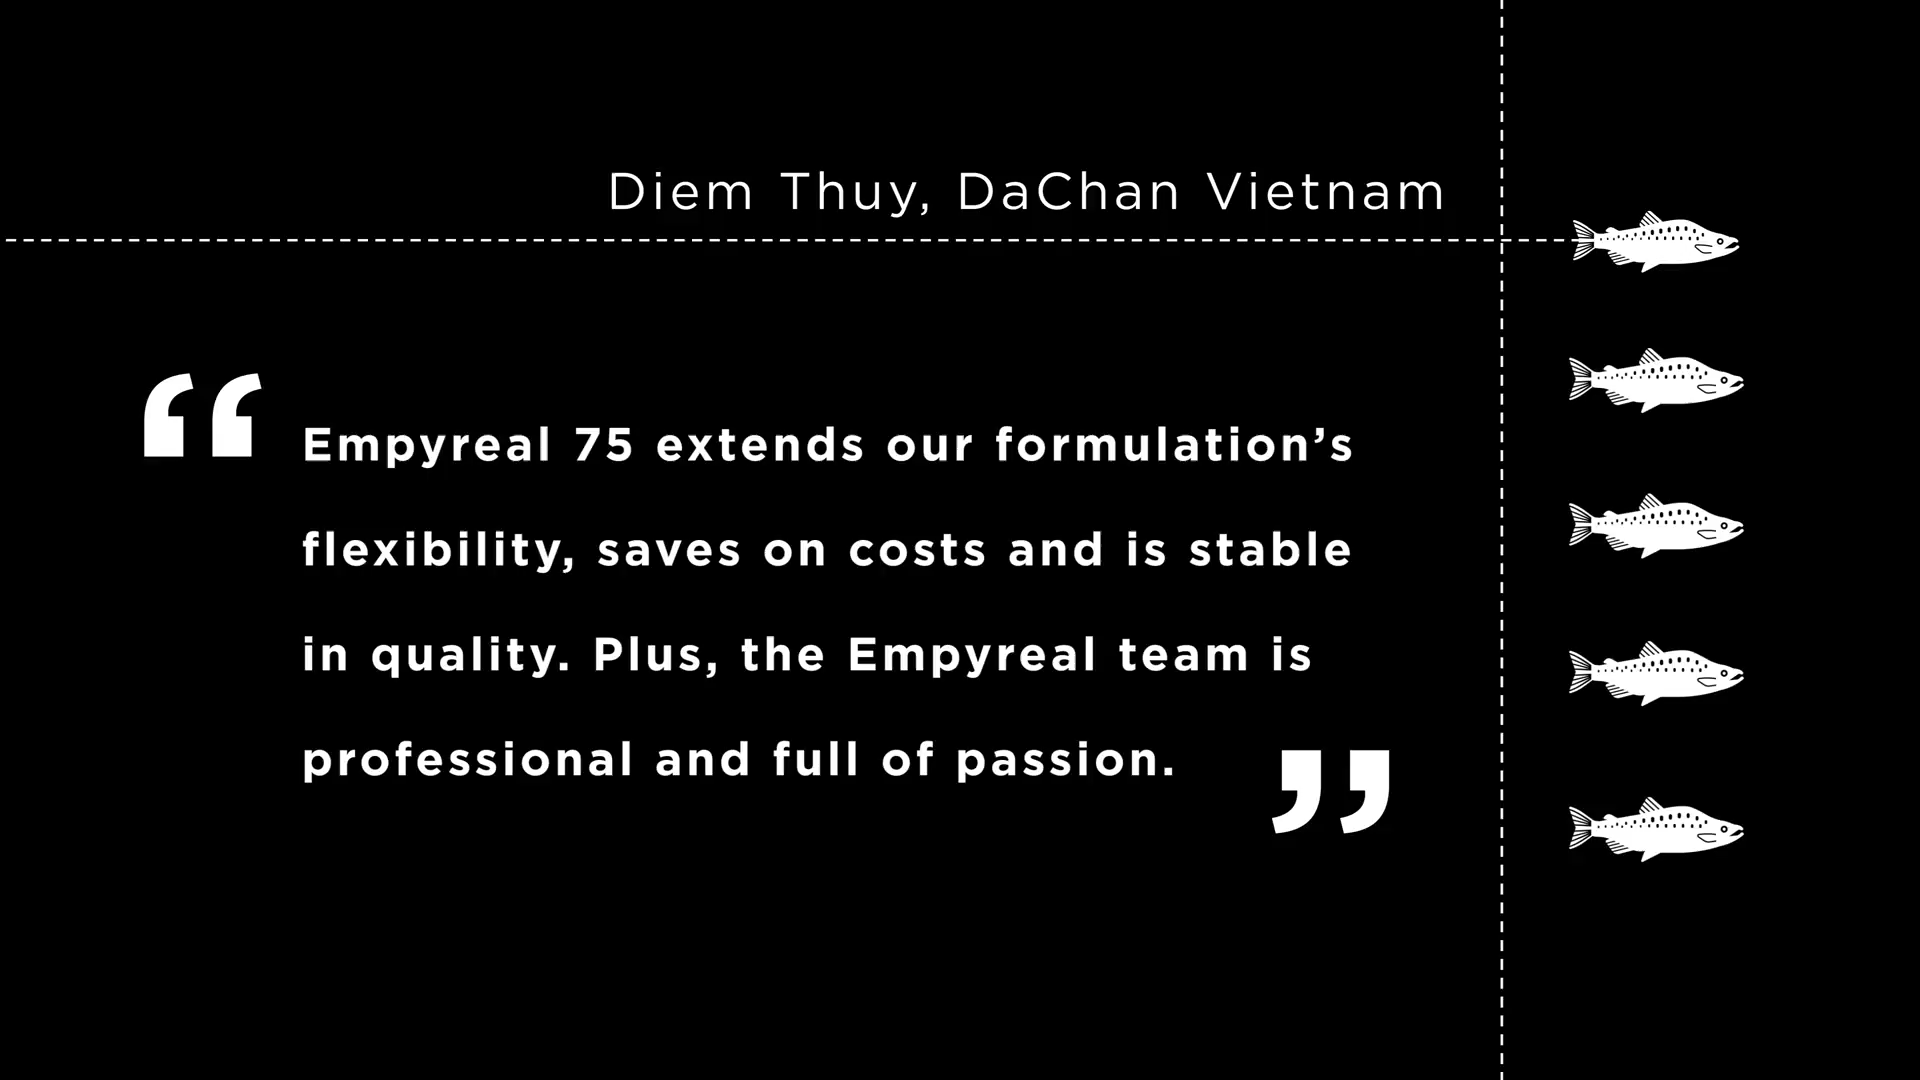 Diem Thuy, DaChan Vietnam
“ Empyreal 75 extends our formulation’s
flexibility, saves on costs and is stable
in quality. Plus, the Empyreal team is
professional and full of passion. ”